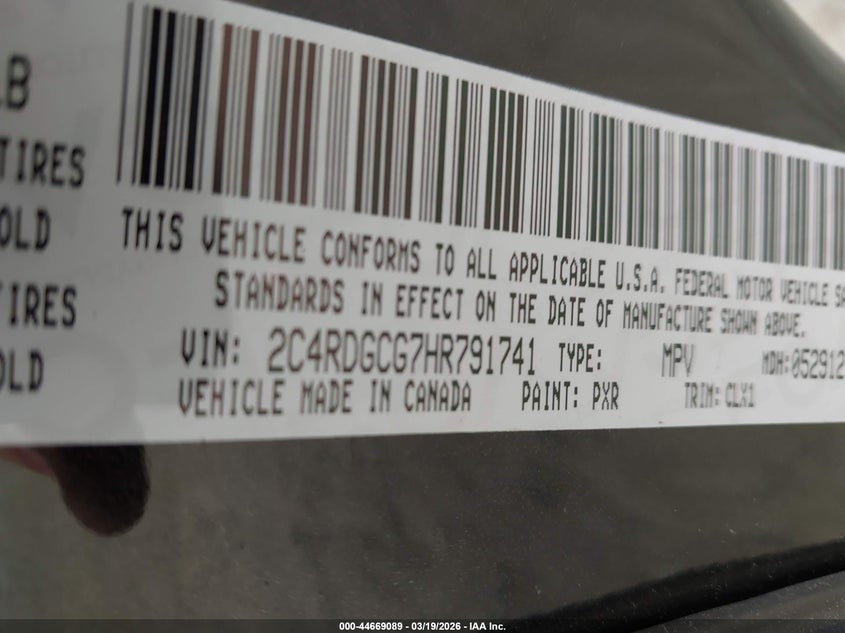 LB
TIRES
OLD
TIRES
OLD
THIS VEHICLE CONFORMS TO ALL APPLICABLE U.S.A. FEDERAL MOTOR VEHICLE SA
STANDARDS IN EFFECT ON THE DATE OF MANUFACTURE SHOWN ABOVE.
VIN: 2C4RDGCG7HR791741 TYPE: MPV MDH: 052912
VEHICLE MADE IN CANADA PAINT: PXR TRIM: CLX1
000-44669089 - 03/19/2026 - IAA Inc.